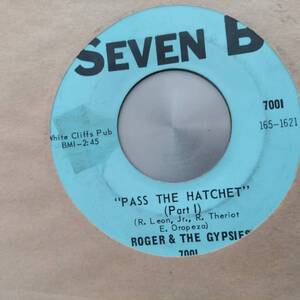 SEVEN B
7001
White Cliffs Pub
BMI-2:45
165-1621
"PASS THE HATCHET"
(Part I)
(R. Leon, Jr., R. Theriot
E. Oropeza)
ROGER & THE GYPSIES
7001